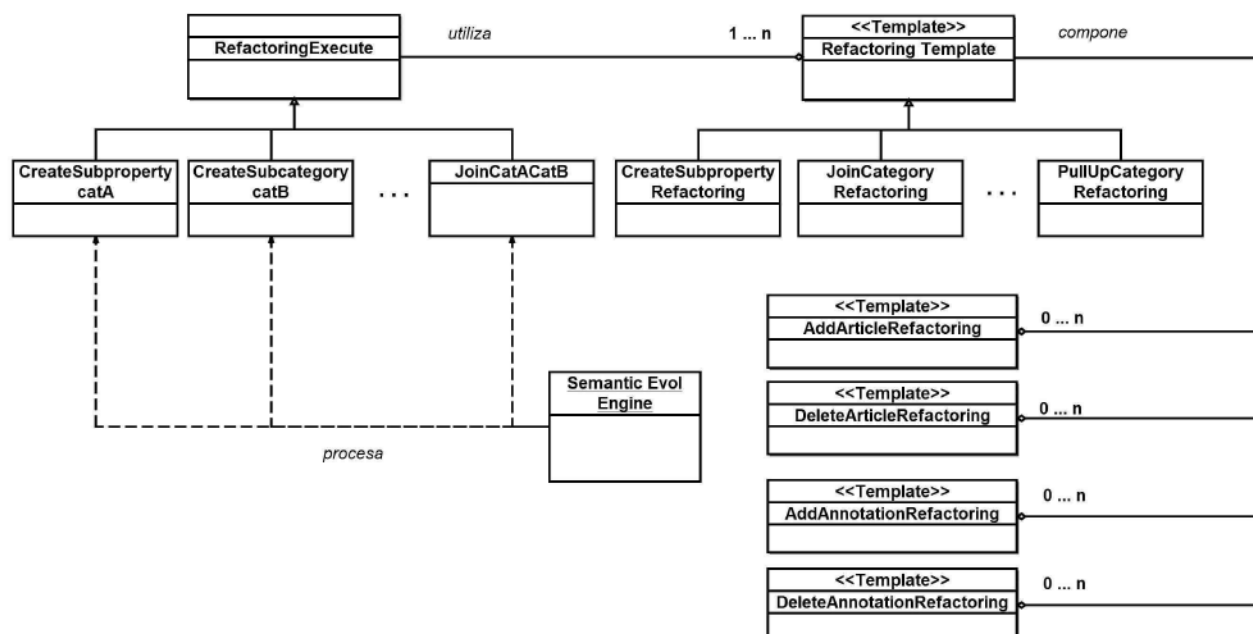 <<Template>>
RefactoringExecute
utiliza
1 ... n
Refactoring Template
compone
CreateSubproperty
catA
CreateSubcategory
catB
. . .
JoinCatACatB
CreateSubproperty
Refactoring
JoinCategory
Refactoring
. . .
PullUpCategory
Refactoring
<<Template>>
AddArticleRefactoring
0 ... n
Semantic Evol
Engine
<<Template>>
DeleteArticleRefactoring
0 ... n
procesa
<<Template>>
AddAnnotationRefactoring
0 ... n
<<Template>>
DeleteAnnotationRefactoring
0 ... n